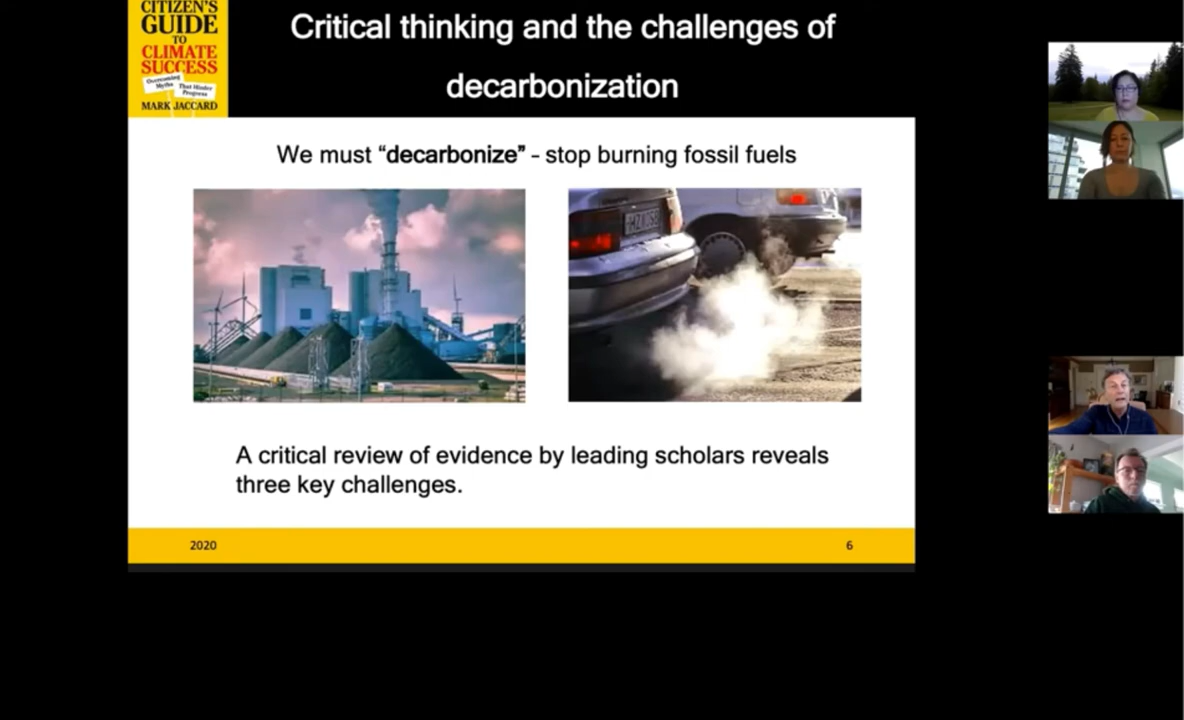 CITIZEN'S
GUIDE
TO
CLIMATE
SUCCESS
Overcoming
Myths
That Hinder
Progress
MARK JACCARD
Critical thinking and the challenges of
decarbonization
We must “decarbonize” - stop burning fossil fuels
A critical review of evidence by leading scholars reveals
three key challenges.
2020
6